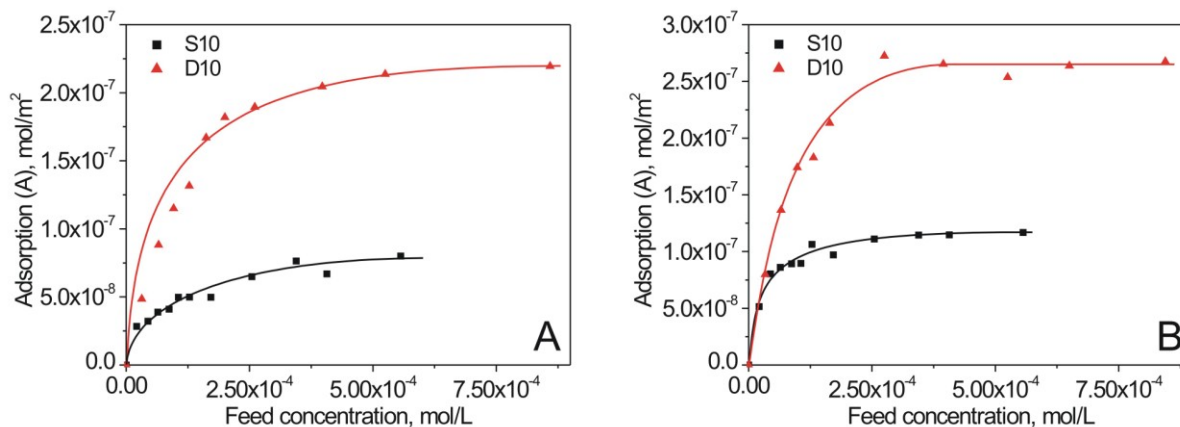 2.5x10-7
2.0x10-7
1.5x10-7
1.0x10-7
5.0x10-8
0.0
Adsorption (A), mol/m2
S10
D10
A
0.00
2.50x10-4
5.00x10-4
7.50x10-4
Feed concentration, mol/L
3.0x10-7
2.5x10-7
2.0x10-7
1.5x10-7
1.0x10-7
5.0x10-8
0.0
Adsorption (A), mol/m2
S10
D10
B
0.00
2.50x10-4
5.00x10-4
7.50x10-4
Feed concentration, mol/L